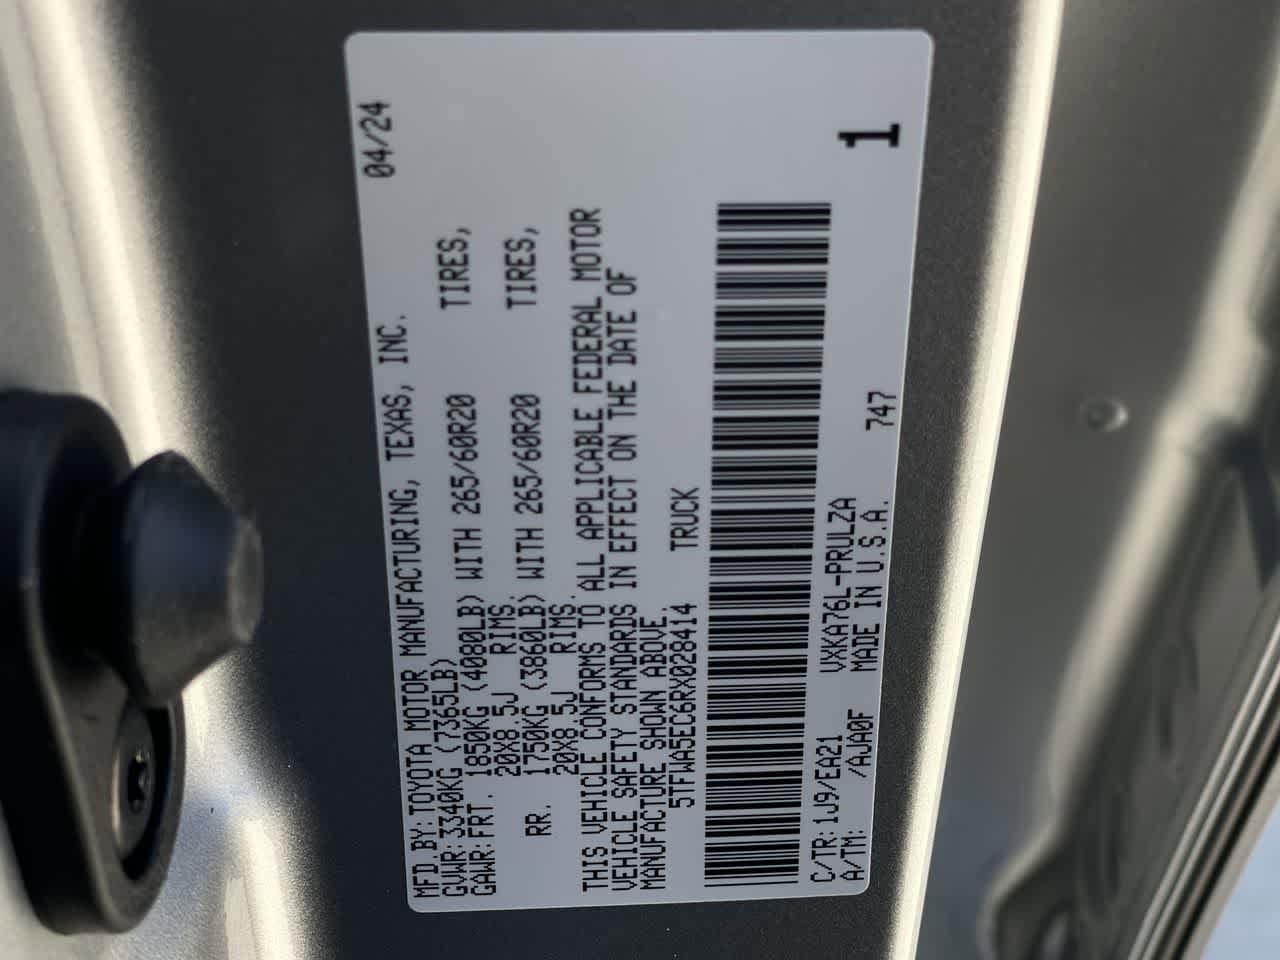 04/24
MFD.BY:TOYOTA MOTOR MANUFACTURING, TEXAS, INC.
GVWR:3340KG (7365LB)
GAWR:FRT. 1850KG (4080LB) WITH 265/60R20 TIRES,
20X8.5J RIMS.
RR. 1750KG (3860LB) WITH 265/60R20 TIRES,
20X8.5J RIMS.
THIS VEHICLE CONFORMS TO ALL APPLICABLE FEDERAL MOTOR
VEHICLE SAFETY STANDARDS IN EFFECT ON THE DATE OF
MANUFACTURE SHOWN ABOVE.
5TFWA5EC6RX028414 TRUCK
C/TR:1J9/EA21 VXKA76L-PRULZA
A/TM: /AJA0F MADE IN U.S.A. 747
1